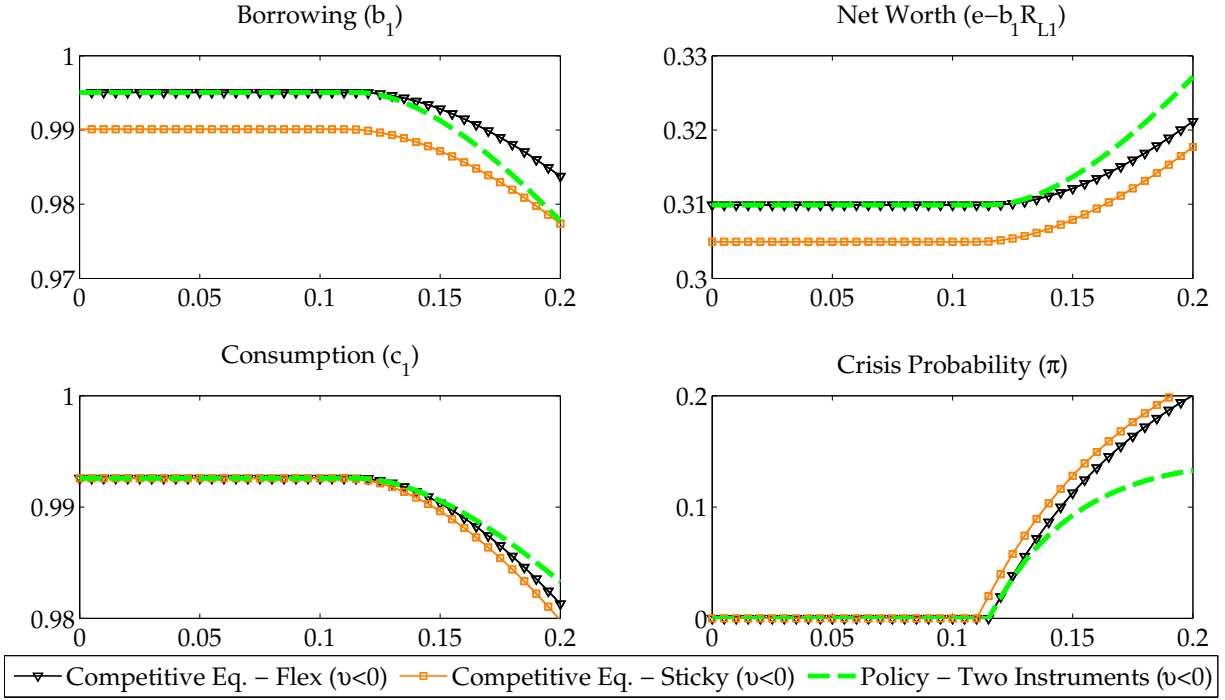 Borrowing (b1)
1
0.99
0.98
0.97
0 0.05 0.1 0.15 0.2
Net Worth (e−b1RL1)
0.33
0.32
0.31
0.3
0 0.05 0.1 0.15 0.2
Consumption (c1)
1
0.99
0.98
0 0.05 0.1 0.15 0.2
Crisis Probability (π)
0.2
0.1
0
0 0.05 0.1 0.15 0.2
Competitive Eq. − Flex (υ<0) Competitive Eq. − Sticky (υ<0) Policy − Two Instruments (υ<0)